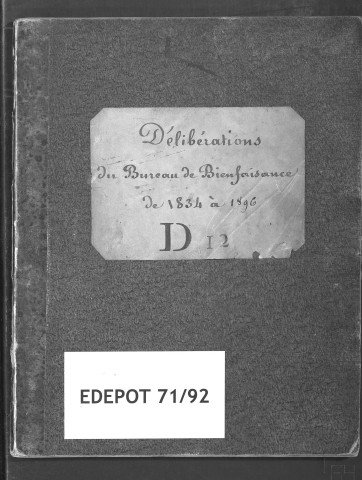 Délibérations
du Bureau de Bienfaisance
de 1834 à 1896
D 12
EDEPOT 71/92